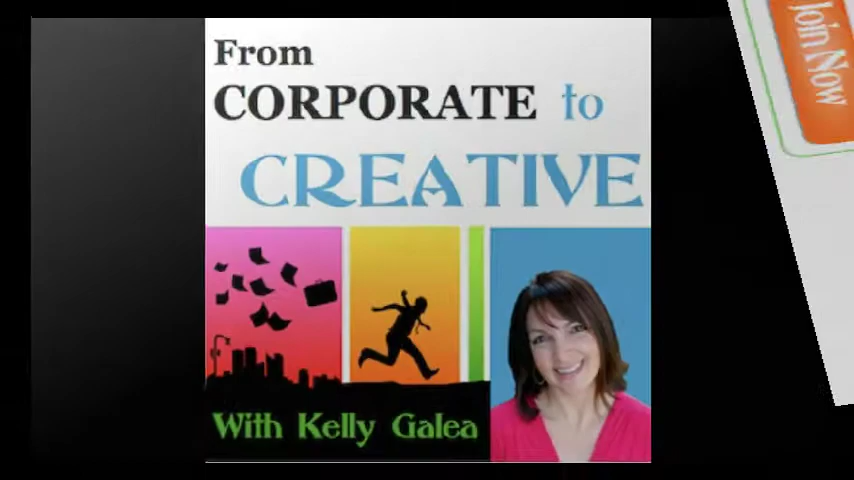 From
CORPORATE to
CREATIVE
With Kelly Galea
Join Now